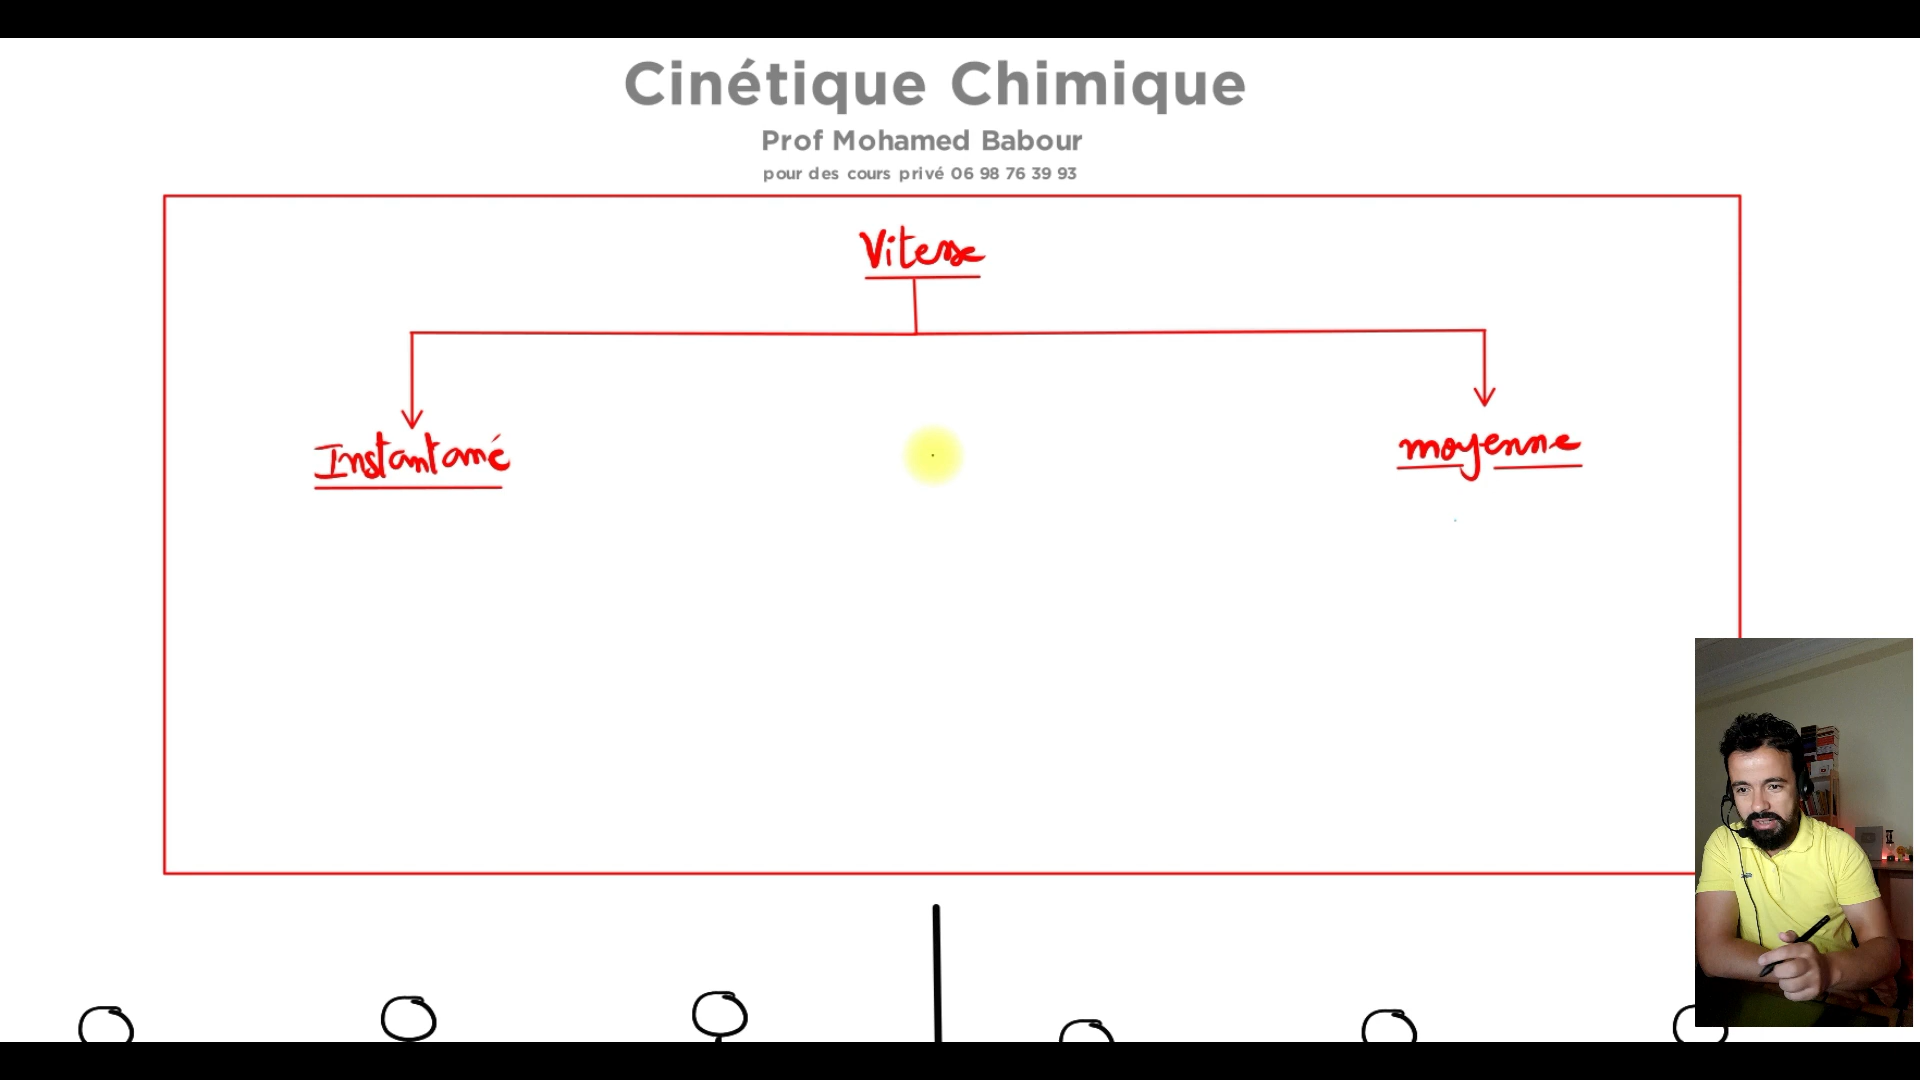 Cinétique Chimique
Prof Mohamed Babour
pour des cours privé 06 98 76 39 93
Vitesse
Instantané
moyenne